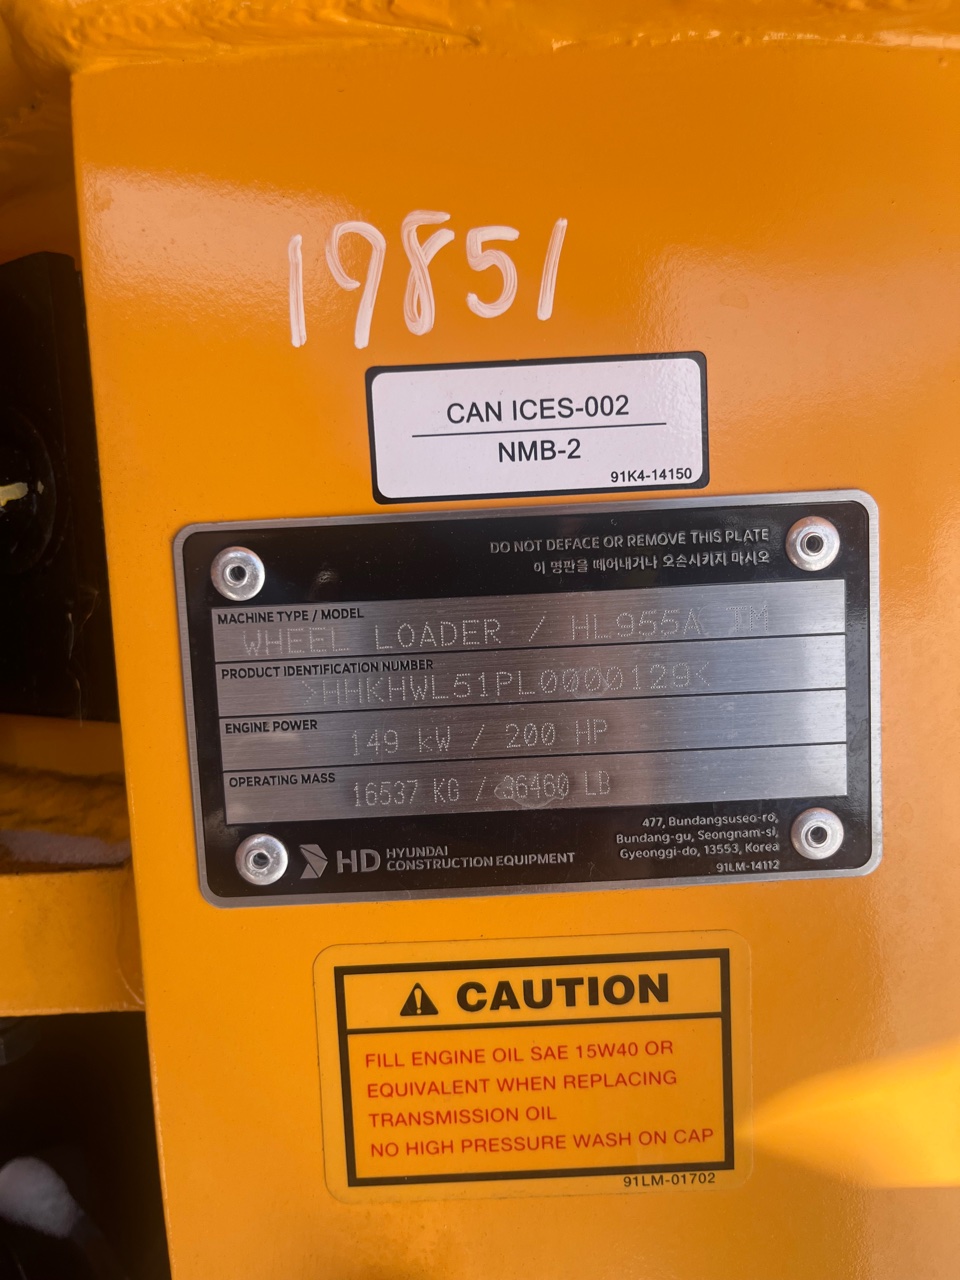 19851
CAN ICES-002
NMB-2
91K4-14150
DO NOT DEFACE OR REMOVE THIS PLATE
이 명판을 떼어내거나 오손시키지 마시오
MACHINE TYPE / MODEL
WHEEL LOADER / HL955A TM
PRODUCT IDENTIFICATION NUMBER
>HHKHWL51PL0000129<
ENGINE POWER
149 kW / 200 HP
OPERATING MASS
16537 KG / 36460 LB
HD HYUNDAI
CONSTRUCTION EQUIPMENT
477, Bundangsuseo-ro,
Bundang-gu, Seongnam-si,
Gyeonggi-do, 13553, Korea
91LM-14112
CAUTION
FILL ENGINE OIL SAE 15W40 OR
EQUIVALENT WHEN REPLACING
TRANSMISSION OIL
NO HIGH PRESSURE WASH ON CAP
91LM-01702